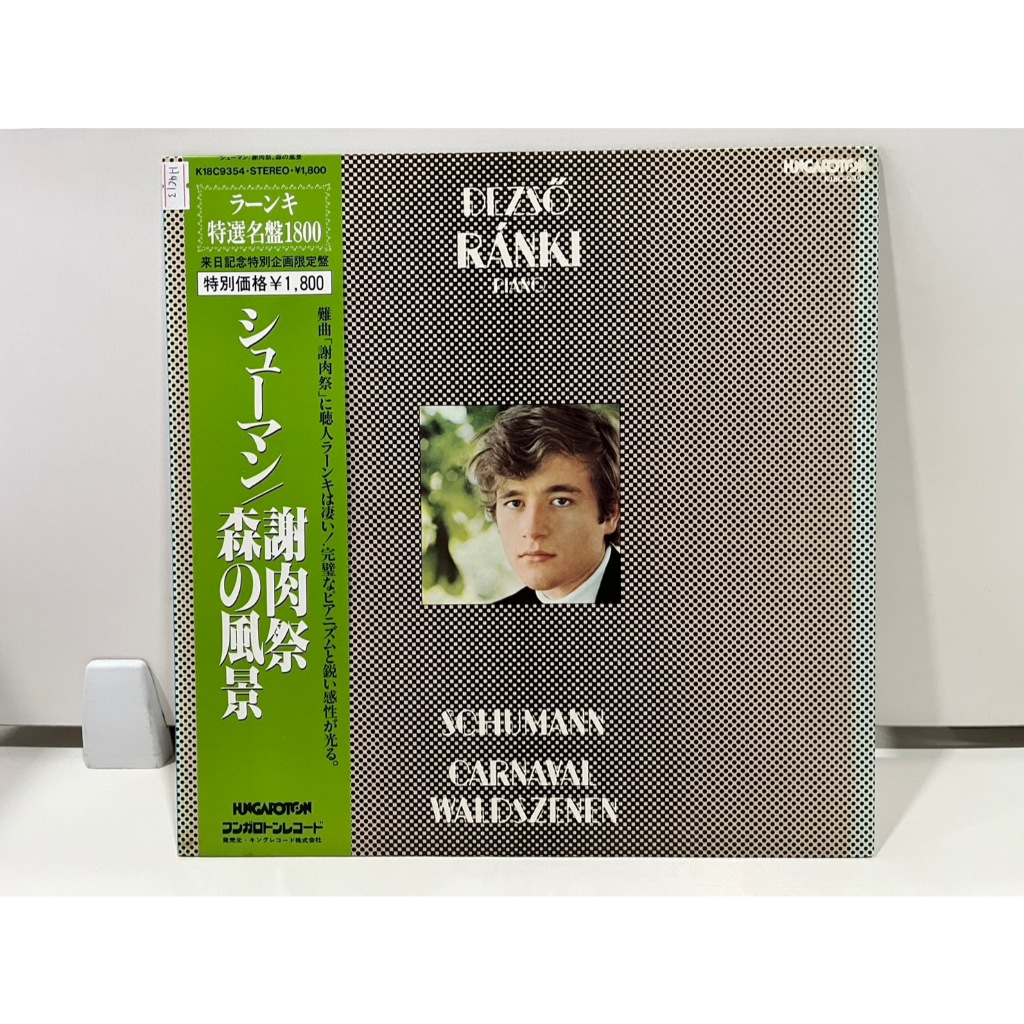 シューマン/謝肉祭、森の風景
K18C9354・STEREO・¥1,800
H4C13
ラーンキ
特選名盤1800
来日記念特別企画限定盤
特別価格¥1,800
難曲「謝肉祭」に聴人ラーンキは凄い!完璧なピアニズムと鋭い感性が光る。
シューマン/謝肉祭
森の風景
HUNGAROTON
フンガロトンレコード
発売元・キングレコード株式会社
DEZSŐ
RÁNKI
PIANO
HUNGAROTON
SCHUMANN
CARNAVAL
WALDSZENEN